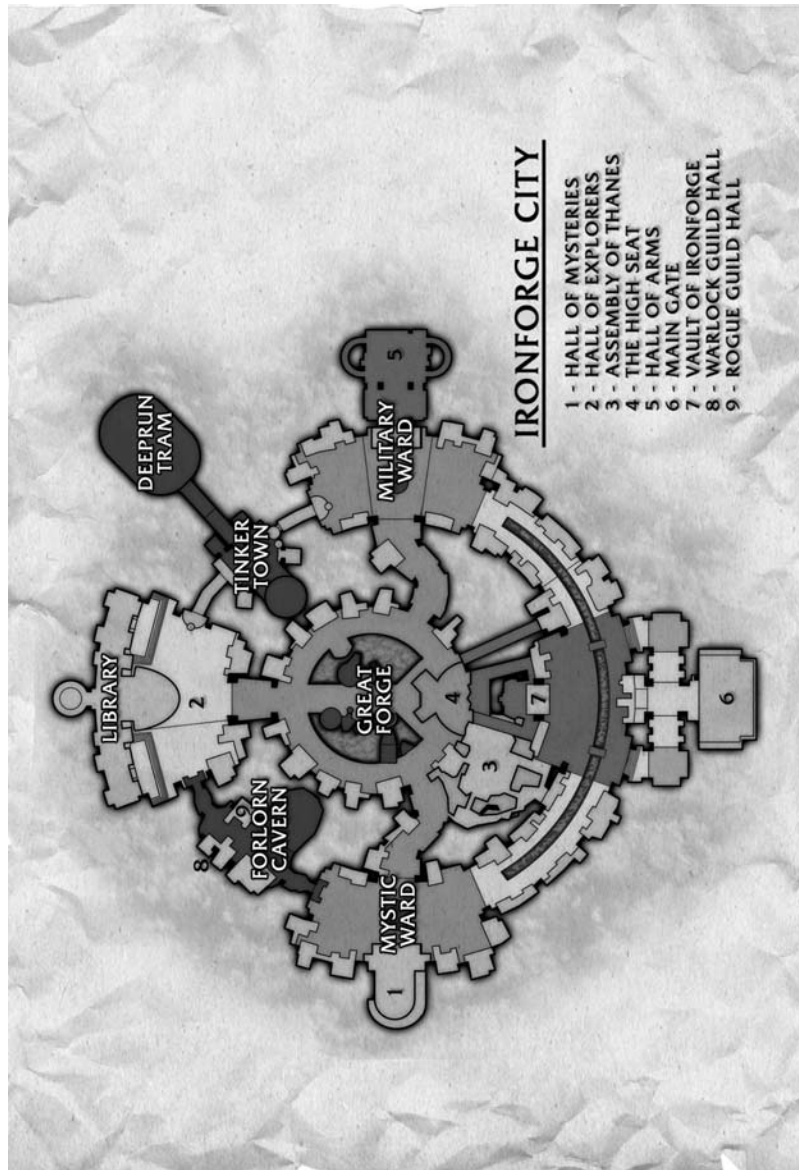 LIBRARY
2
DEEPRUN
TRAM
TINKER
TOWN
8
9
FORLORN
CAVERN
GREAT
FORGE
MYSTIC
WARD
1
MILITARY
WARD
5
4
3
7
6
IRONFORGE CITY
1 - HALL OF MYSTERIES
2 - HALL OF EXPLORERS
3 - ASSEMBLY OF THANES
4 - THE HIGH SEAT
5 - HALL OF ARMS
6 - MAIN GATE
7 - VAULT OF IRONFORGE
8 - WARLOCK GUILD HALL
9 - ROGUE GUILD HALL